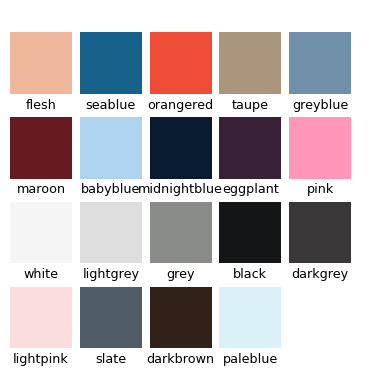 flesh seablue orangered taupe greyblue
maroon babyblue midnightblue eggplant pink
white lightgrey grey black darkgrey
lightpink slate darkbrown paleblue